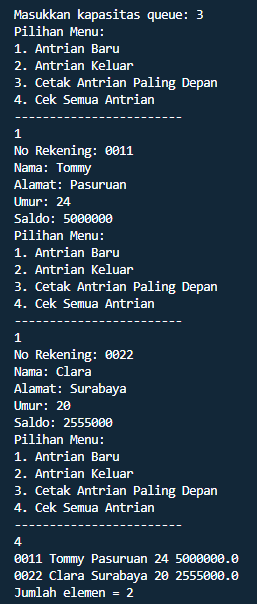 Masukkan kapasitas queue: 3
Pilihan Menu:
1. Antrian Baru
2. Antrian Keluar
3. Cetak Antrian Paling Depan
4. Cek Semua Antrian
------------------------
1
No Rekening: 0011
Nama: Tommy
Alamat: Pasuruan
Umur: 24
Saldo: 5000000
Pilihan Menu:
1. Antrian Baru
2. Antrian Keluar
3. Cetak Antrian Paling Depan
4. Cek Semua Antrian
------------------------
1
No Rekening: 0022
Nama: Clara
Alamat: Surabaya
Umur: 20
Saldo: 2555000
Pilihan Menu:
1. Antrian Baru
2. Antrian Keluar
3. Cetak Antrian Paling Depan
4. Cek Semua Antrian
------------------------
4
0011 Tommy Pasuruan 24 5000000.0
0022 Clara Surabaya 20 2555000.0
Jumlah elemen = 2